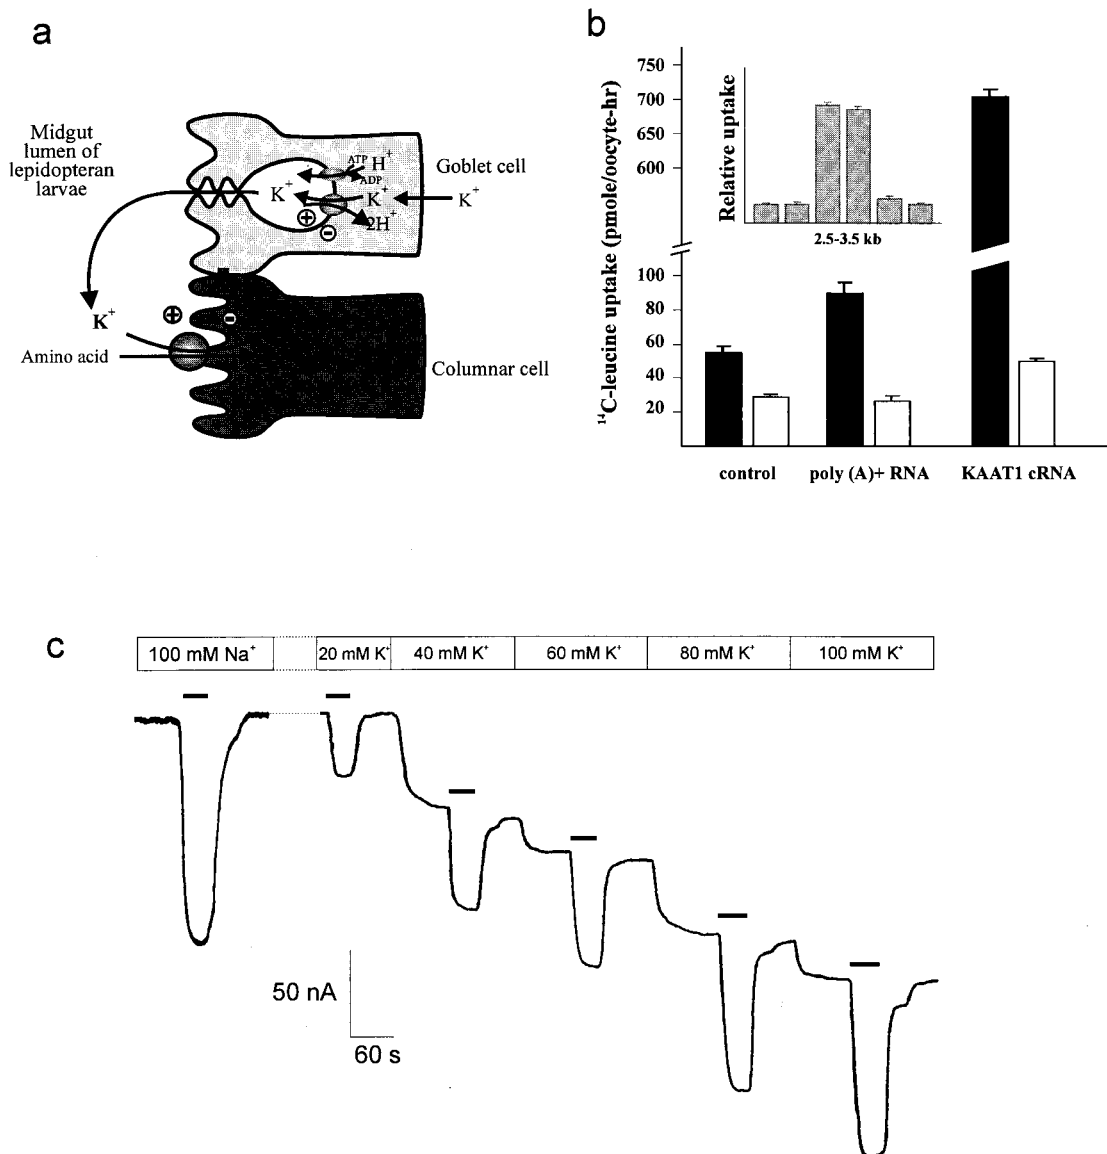 a
Midgut
lumen of
lepidopteran
larvae
ATP
H+
ADP
K+
K+
K+
2H+
+
-
Goblet cell
K+
+
-
Amino acid
Columnar cell
b
14C-leucine uptake (pmole/oocyte-hr)
750
700
650
600
100
80
60
40
20
Relative uptake
2.5-3.5 kb
control
poly (A)+ RNA
KAAT1 cRNA
c
100 mM Na+
20 mM K+
40 mM K+
60 mM K+
80 mM K+
100 mM K+
50 nA
60 s